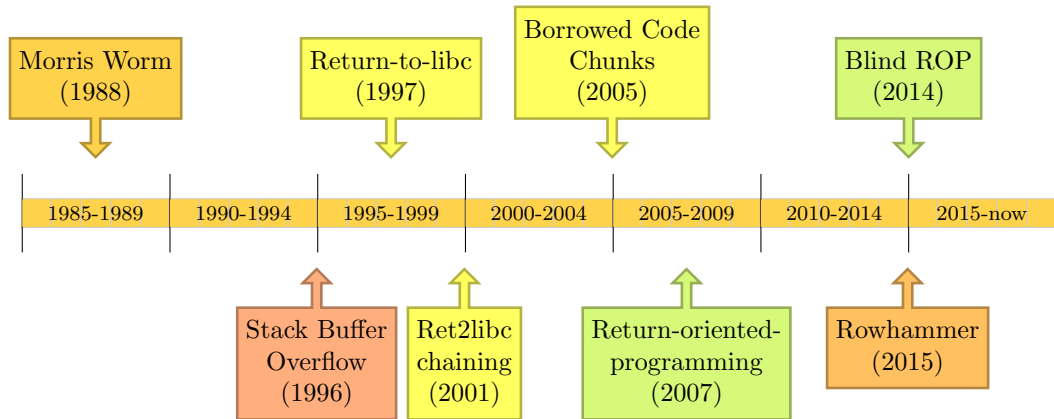 Morris Worm
(1988)
Return-to-libc
(1997)
Borrowed Code
Chunks
(2005)
Blind ROP
(2014)
1985-1989
1990-1994
1995-1999
2000-2004
2005-2009
2010-2014
2015-now
Stack Buffer
Overflow
(1996)
Ret2libc
chaining
(2001)
Return-oriented-
programming
(2007)
Rowhammer
(2015)